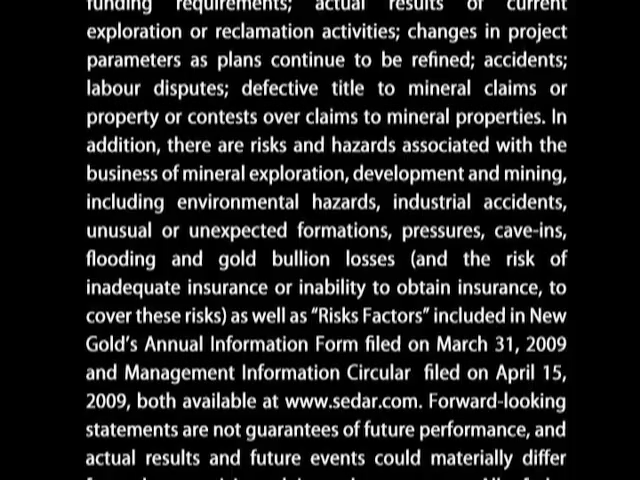 funding requirements; actual results of current
exploration or reclamation activities; changes in project
parameters as plans continue to be refined; accidents;
labour disputes; defective title to mineral claims or
property or contests over claims to mineral properties. In
addition, there are risks and hazards associated with the
business of mineral exploration, development and mining,
including environmental hazards, industrial accidents,
unusual or unexpected formations, pressures, cave-ins,
flooding and gold bullion losses (and the risk of
inadequate insurance or inability to obtain insurance, to
cover these risks) as well as “Risks Factors” included in New
Gold’s Annual Information Form filed on March 31, 2009
and Management Information Circular filed on April 15,
2009, both available at www.sedar.com. Forward-looking
statements are not guarantees of future performance, and
actual results and future events could materially differ